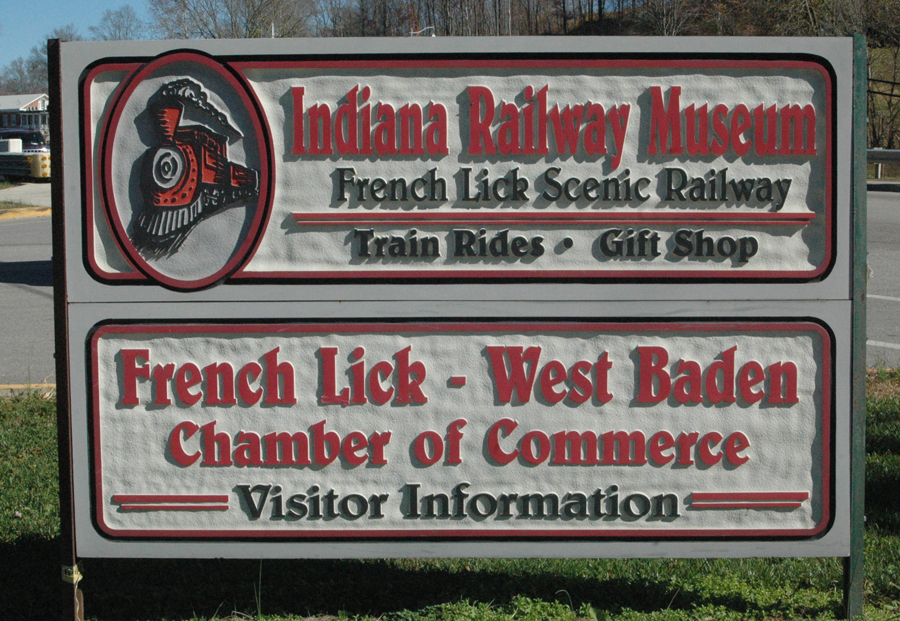 Indiana Railway Museum
French Lick Scenic Railway
Train Rides • Gift Shop
French Lick - West Baden
Chamber of Commerce
Visitor Information